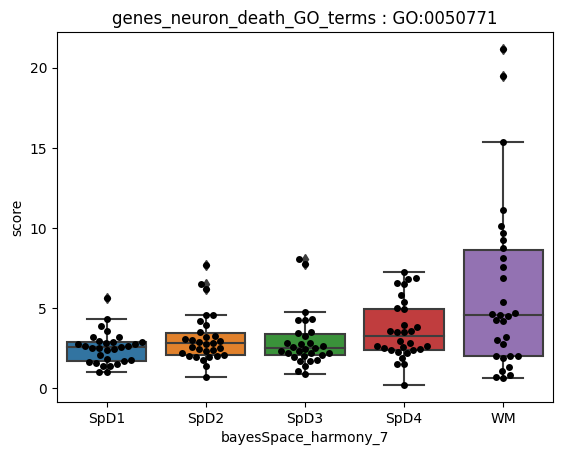 genes_neuron_death_GO_terms : GO:0050771
20
15
10
5
0
score
SpD1 SpD2 SpD3 SpD4 WM
bayesSpace_harmony_7